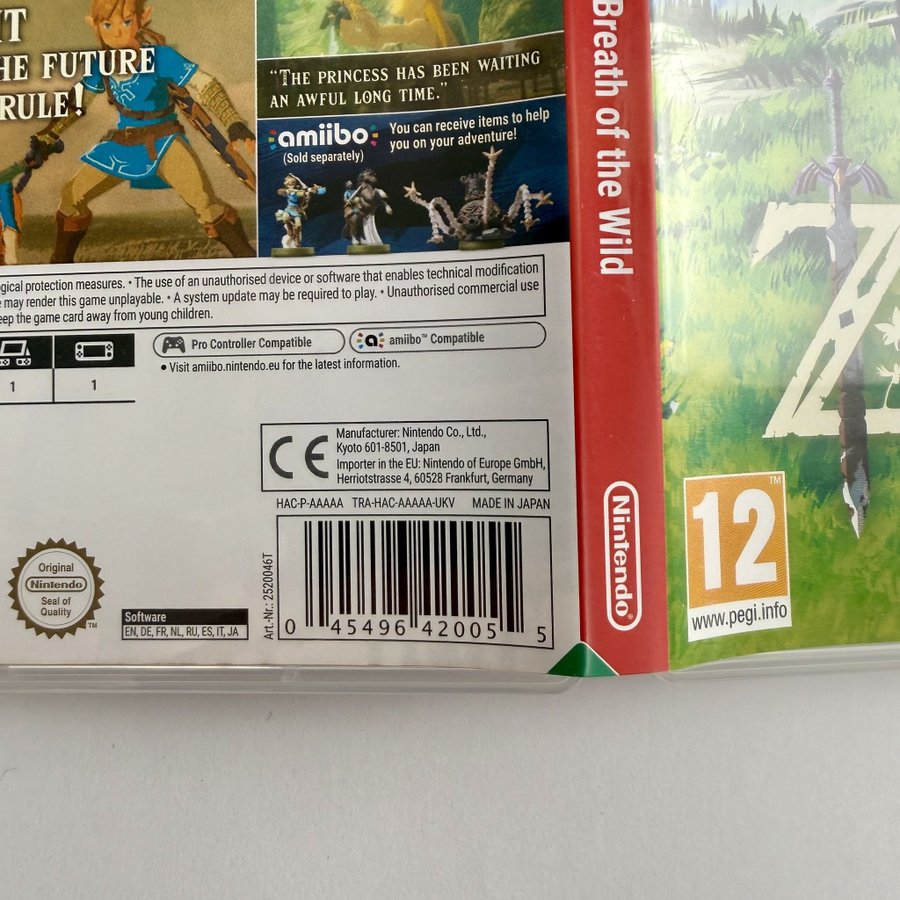 IT
HE FUTURE
RULE!
“THE PRINCESS HAS BEEN WAITING
AN AWFUL LONG TIME.”
amiibo
(Sold separately)
You can receive items to help
you on your adventure!
ogical protection measures. • The use of an unauthorised device or software that enables technical modification
e may render this game unplayable. • A system update may be required to play. • Unauthorised commercial use
eep the game card away from young children.
1
1
Pro Controller Compatible
amiibo™ Compatible
• Visit amiibo.nintendo.eu for the latest information.
CE
Manufacturer: Nintendo Co., Ltd.,
Kyoto 601-8501, Japan
Importer in the EU: Nintendo of Europe GmbH,
Herriotstrasse 4, 60528 Frankfurt, Germany
HAC-P-AAAAA TRA-HAC-AAAAA-UKV MADE IN JAPAN
Art.-Nr.: 2520046T
0 45496 42005 5
Original
Nintendo
Seal of
Quality
TM
Software
EN, DE, FR, NL, RU, ES, IT, JA
Breath of the Wild
Nintendo
Z
12
TM
www.pegi.info